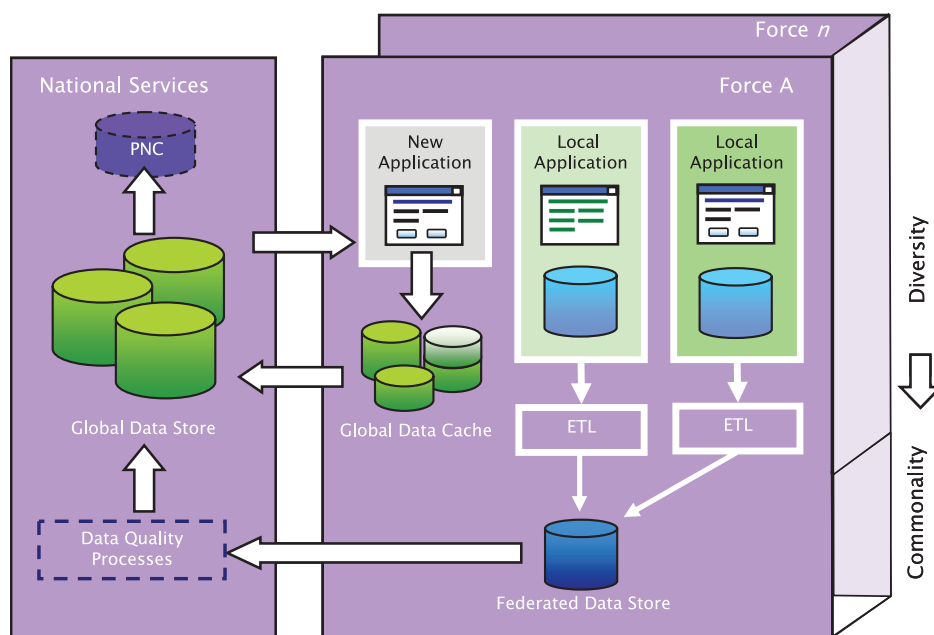 Force n
National Services
Force A
PNC
New
Application
Local
Application
Local
Application
Diversity
Global Data Store
Global Data Cache
ETL
ETL
Commonality
Data Quality
Processes
Federated Data Store